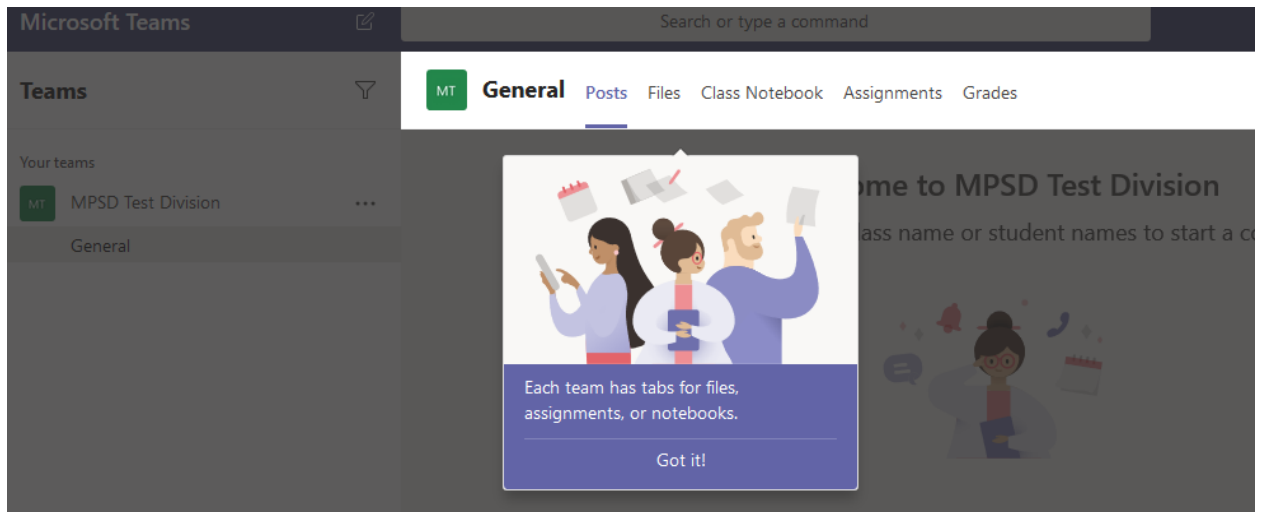 Microsoft Teams
Search or type a command
Teams
MT General Posts Files Class Notebook Assignments Grades
Your teams
MT MPSD Test Division
General
ome to MPSD Test Division
ass name or student names to start a co
Each team has tabs for files,
assignments, or notebooks.
Got it!